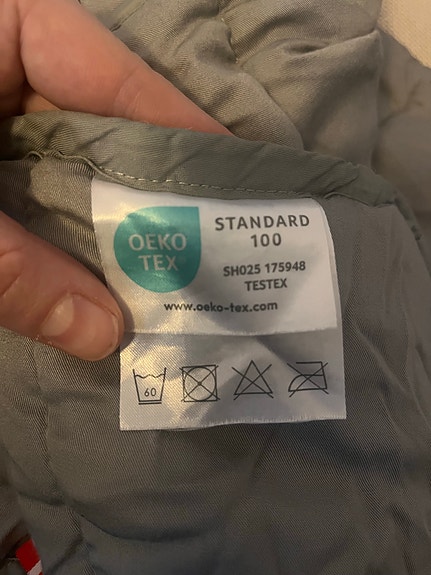 OEKO
TEX®
STANDARD
100
SH025 175948
TESTEX
www.oeko-tex.com
60